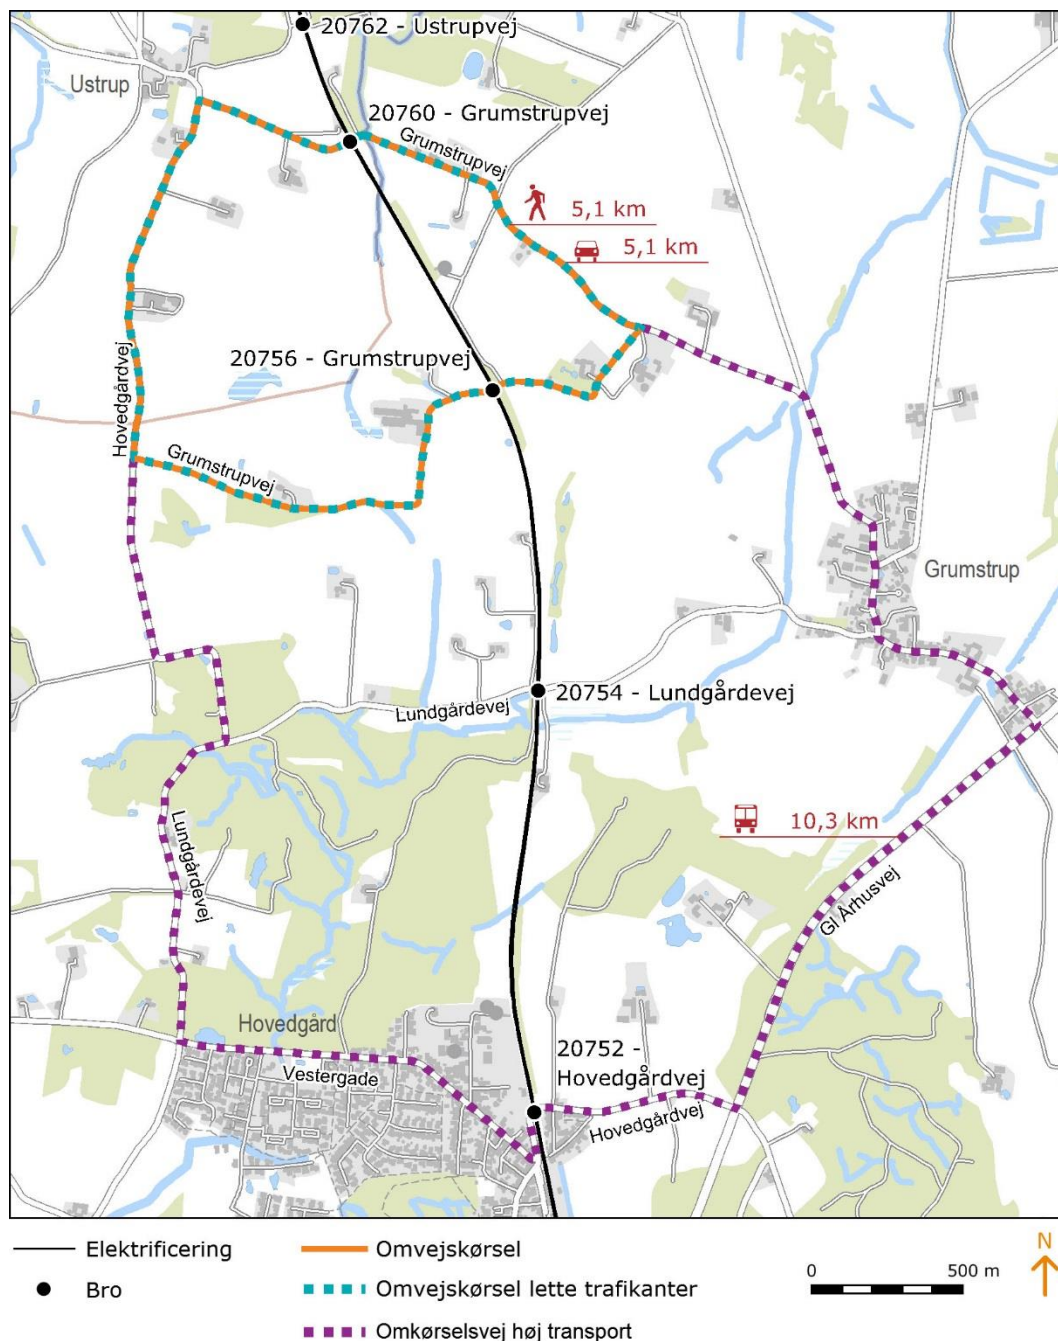 20762 - Ustrupvej
Ustrup
20760 - Grumstrupvej
Grumstrupvej
5,1 km
5,1 km
20756 - Grumstrupvej
Hovedgårdvej
Grumstrupvej
Grumstrup
20754 - Lundgårdevej
Lundgårdevej
Lundgårdevej
10,3 km
Gl Århusvej
Hovedgård
20752 -
Hovedgårdvej
Vestergade
Hovedgårdvej
Elektrificering
Omvejskørsel
N
Bro
Omvejskørsel lette trafikanter
0 500 m
Omkørselsvej høj transport